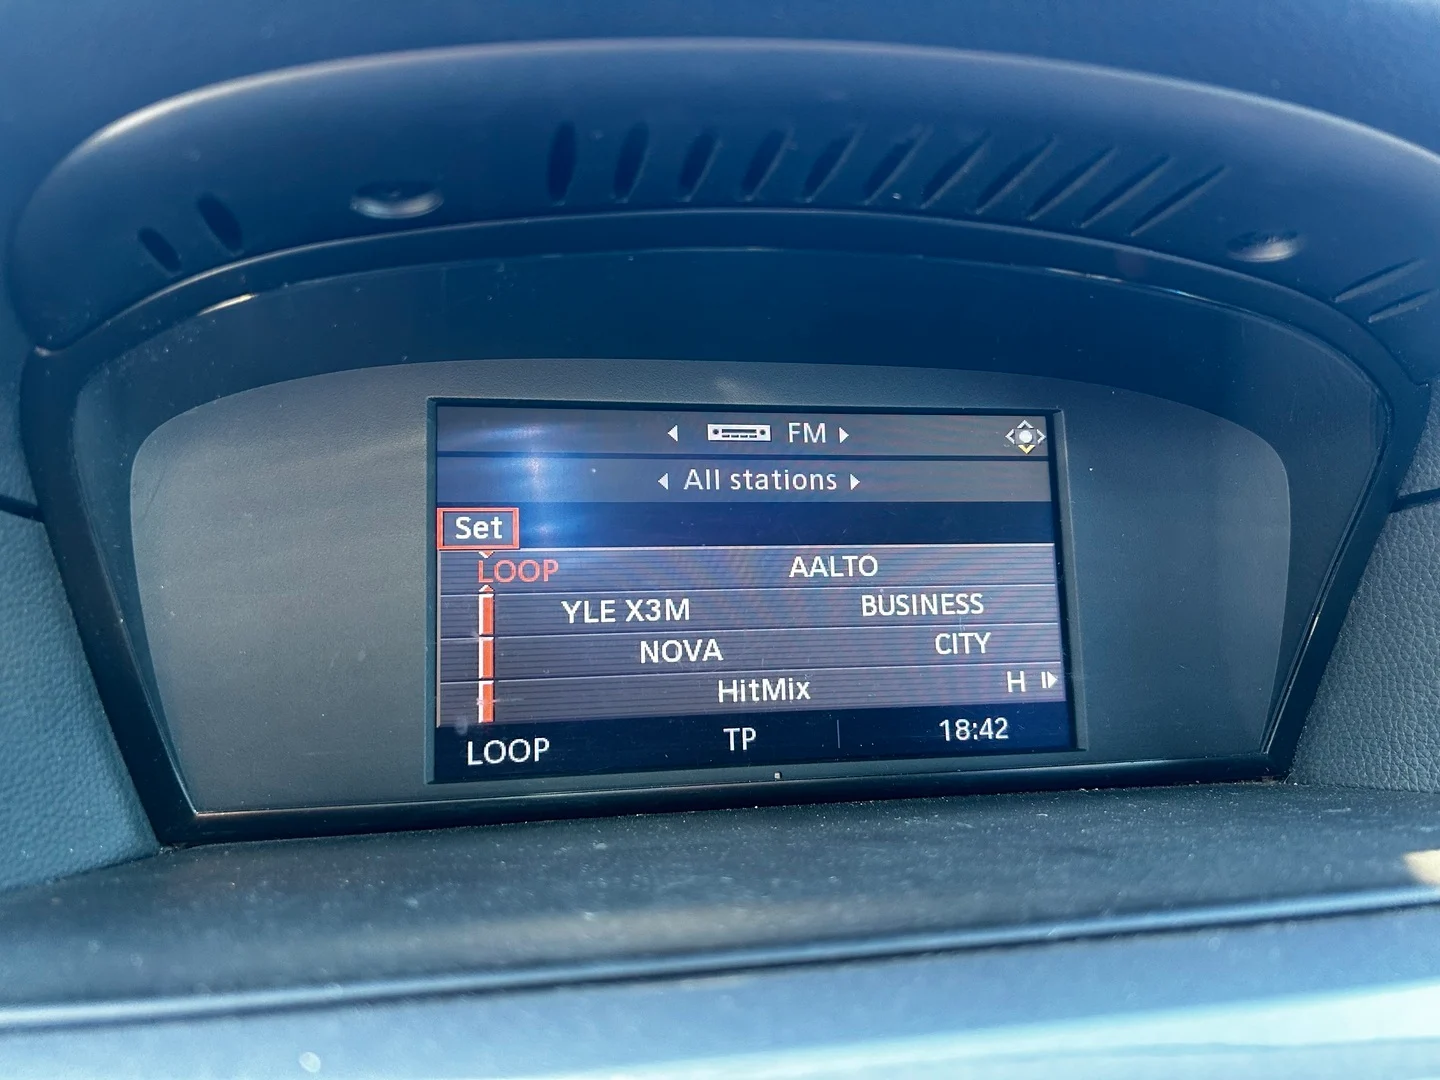 FM
All stations
Set
LOOP AALTO
YLE X3M BUSINESS
NOVA CITY
HitMix H
LOOP TP 18:42